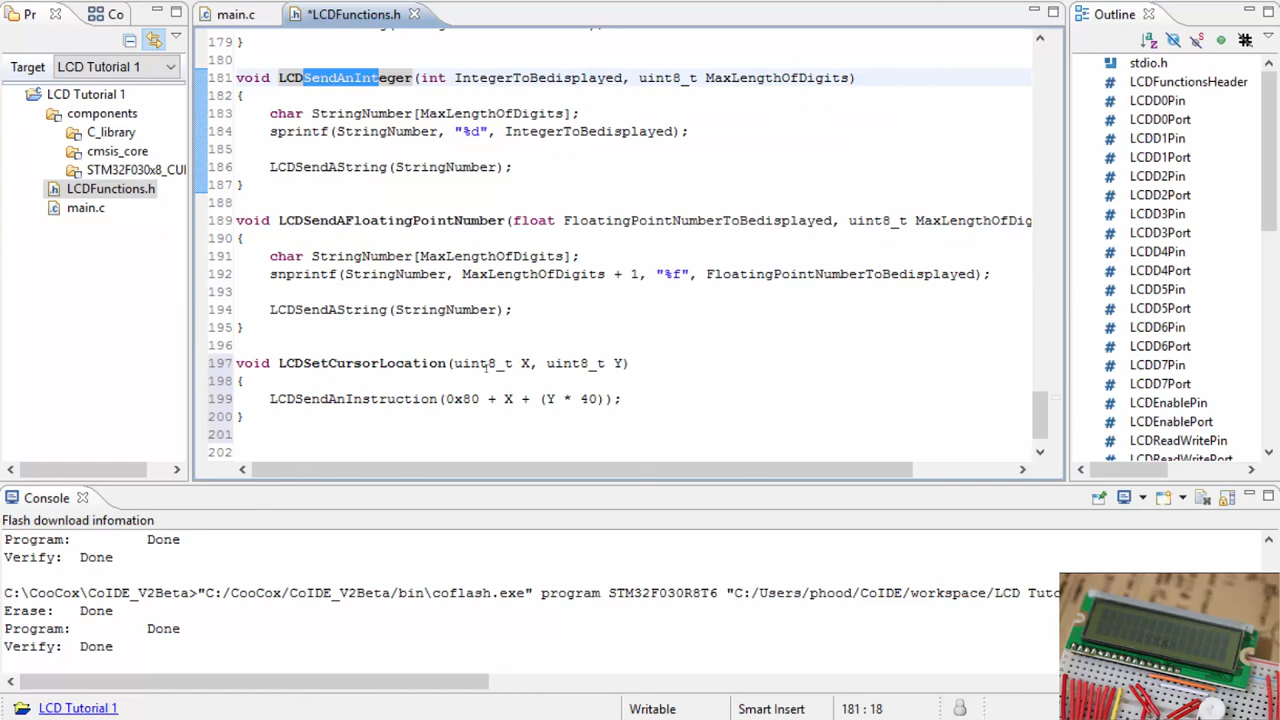 Pr
Co
main.c
*LCDFunctions.h
Outline
Target LCD Tutorial 1
LCD Tutorial 1
components
C_library
cmsis_core
STM32F030x8_CU
LCDFunctions.h
main.c
179 }
180
181 void LCDSendAnInteger(int IntegerToBedisplayed, uint8_t MaxLengthOfDigits)
182 {
183 char StringNumber[MaxLengthOfDigits];
184 sprintf(StringNumber, "%d", IntegerToBedisplayed);
185
186 LCDSendAString(StringNumber);
187 }
188
189 void LCDSendAFloatingPointNumber(float FloatingPointNumberToBedisplayed, uint8_t MaxLengthOfDig
190 {
191 char StringNumber[MaxLengthOfDigits];
192 snprintf(StringNumber, MaxLengthOfDigits + 1, "%f", FloatingPointNumberToBedisplayed);
193
194 LCDSendAString(StringNumber);
195 }
196
197 void LCDSetCursorLocation(uint8_t X, uint8_t Y)
198 {
199 LCDSendAnInstruction(0x80 + X + (Y * 40));
200 }
201
202
stdio.h
LCDFunctionsHeader
LCDD0Pin
LCDD0Port
LCDD1Pin
LCDD1Port
LCDD2Pin
LCDD2Port
LCDD3Pin
LCDD3Port
LCDD4Pin
LCDD4Port
LCDD5Pin
LCDD5Port
LCDD6Pin
LCDD6Port
LCDD7Pin
LCDD7Port
LCDEnablePin
LCDEnablePort
LCDReadWritePin
LCDReadWritePort
Console
Flash download infomation
Program: Done
Verify: Done
C:\CooCox\CoIDE_V2Beta>"C:/CooCox/CoIDE_V2Beta/bin\coflash.exe" program STM32F030R8T6 "C:/Users/phood/CoIDE/workspace/LCD Tuto
Erase: Done
Program: Done
Verify: Done
LCD Tutorial 1
Writable
Smart Insert
181 : 18